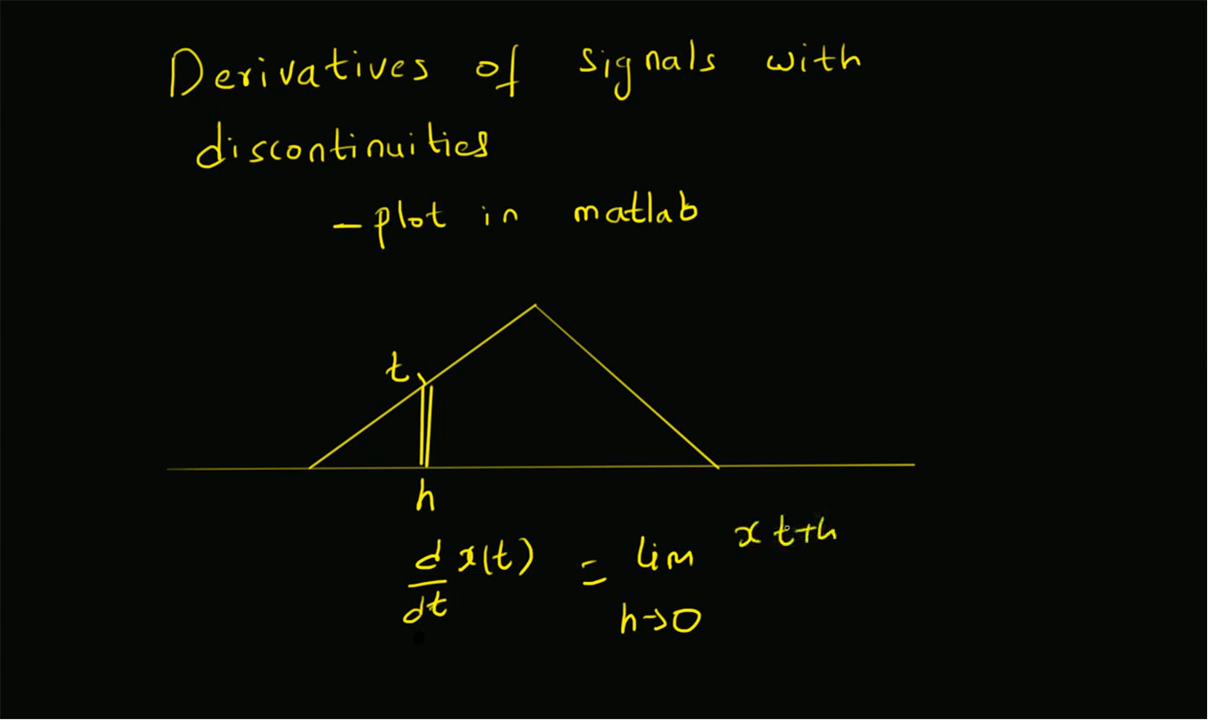 Derivatives of signals with
discontinuities
- plot in matlab
t
h
d/dt x(t) = lim h→0 x t+h